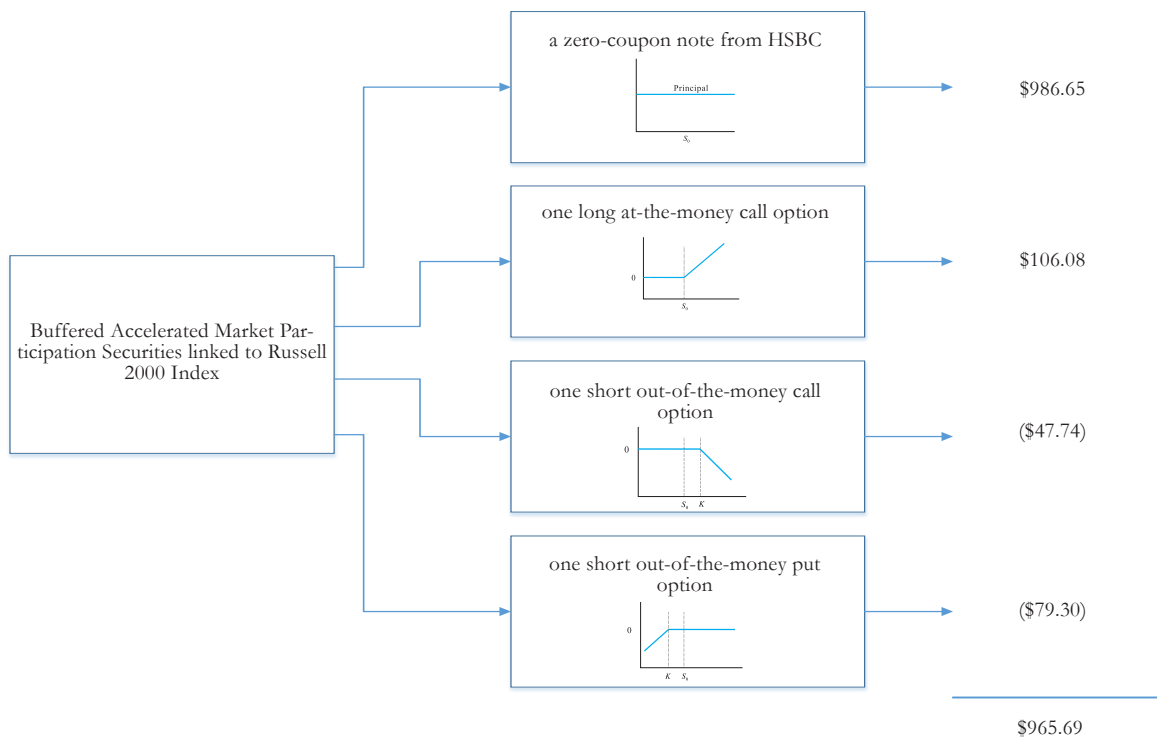 a zero-coupon note from HSBC
Principal
S₀
$986.65
one long at-the-money call option
0
S₀
$106.08
Buffered Accelerated Market Par-
ticipation Securities linked to Russell
2000 Index
one short out-of-the-money call
option
0
S₀ K
($47.74)
one short out-of-the-money put
option
0
K S₀
($79.30)
$965.69